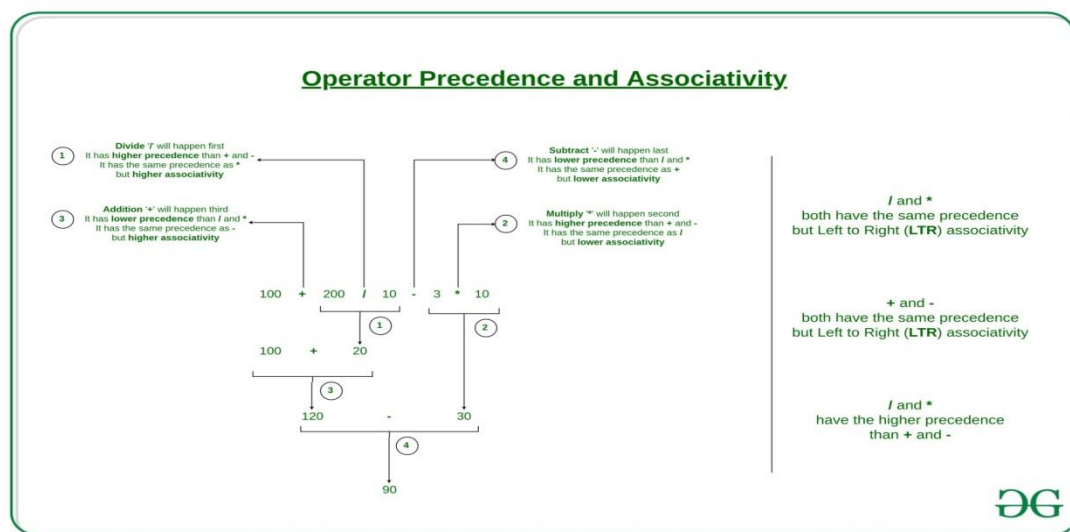 Operator Precedence and Associativity
1
Divide '/' will happen first
It has higher precedence than + and -
It has the same precedence as *
but higher associativity
4
Subtract '-' will happen last
It has lower precedence than / and *
It has the same precedence as +
but lower associativity
3
Addition '+' will happen third
It has lower precedence than / and *
It has the same precedence as -
but higher associativity
2
Multiply '*' will happen second
It has higher precedence than + and -
It has the same precedence as /
but lower associativity
100 + 200 / 10 - 3 * 10
1
2
100 + 20
3
120 - 30
4
90
/ and *
both have the same precedence
but Left to Right (LTR) associativity
+ and -
both have the same precedence
but Left to Right (LTR) associativity
/ and *
have the higher precedence
than + and -